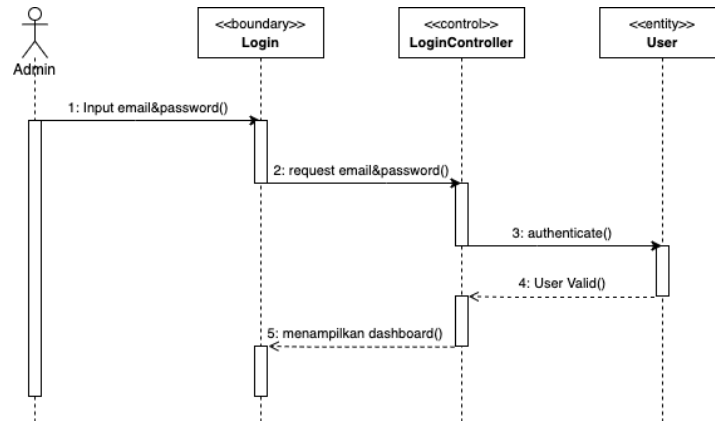 <<boundary>>
Login
<<control>>
LoginController
<<entity>>
User
Admin
1: Input email&password()
2: request email&password()
3: authenticate()
4: User Valid()
5: menampilkan dashboard()